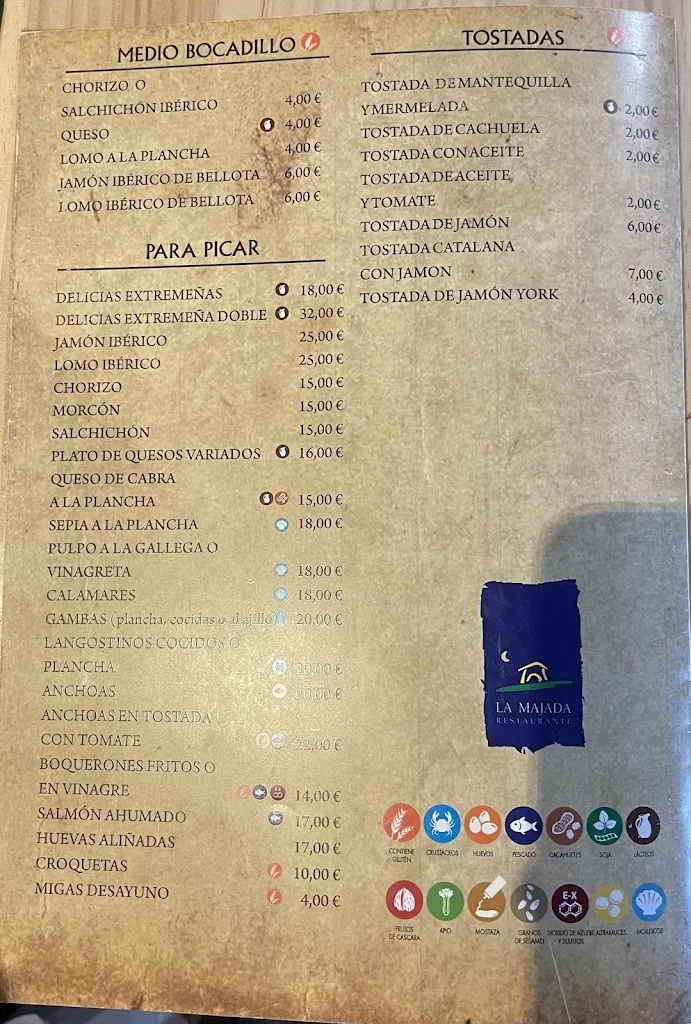 MEDIO BOCADILLO
CHORIZO O
SALCHICHÓN IBÉRICO 4,00 €
QUESO 4,00 €
LOMO A LA PLANCHA 4,00 €
JAMÓN IBÉRICO DE BELLOTA 6,00 €
LOMO IBÉRICO DE BELLOTA 6,00 €
PARA PICAR
DELICIAS EXTREMEÑAS 18,00 €
DELICIAS EXTREMEÑA DOBLE 32,00 €
JAMÓN IBÉRICO 25,00 €
LOMO IBÉRICO 25,00 €
CHORIZO 15,00 €
MORCÓN 15,00 €
SALCHICHÓN 15,00 €
PLATO DE QUESOS VARIADOS 16,00 €
QUESO DE CABRA
A LA PLANCHA 15,00 €
SEPIA A LA PLANCHA 18,00 €
PULPO A LA GALLEGA O
VINAGRETA 18,00 €
CALAMARES 18,00 €
GAMBAS (plancha, cocidas o al ajillo) 20,00 €
LANGOSTINOS COCIDOS O
PLANCHA 20,00 €
ANCHOAS 20,00 €
ANCHOAS EN TOSTADA
CON TOMATE 22,00 €
BOQUERONES FRITOS O
EN VINAGRE 14,00 €
SALMÓN AHUMADO 17,00 €
HUEVAS ALIÑADAS 17,00 €
CROQUETAS 10,00 €
MIGAS DESAYUNO 4,00 €
TOSTADAS
TOSTADA DE MANTEQUILLA
Y MERMELADA 2,00 €
TOSTADA DE CACHUELA 2,00 €
TOSTADA CON ACEITE 2,00 €
TOSTADA DE ACEITE
Y TOMATE 2,00 €
TOSTADA DE JAMÓN 6,00 €
TOSTADA CATALANA
CON JAMON 7,00 €
TOSTADA DE JAMÓN YORK 4,00 €
LA MAJADA
RESTAURANTE
CONTIENE GLUTÉN
CRUSTÁCEOS
HUEVOS
PESCADO
CACAHUETES
SOJA
LÁCTEOS
FRUTOS DE CÁSCARA
APIO
MOSTAZA
GRANOS DE SÉSAMO
E-X
DIÓXIDO DE AZUFRE Y SULFITOS
ALTRAMUCES
MOLUSCOS